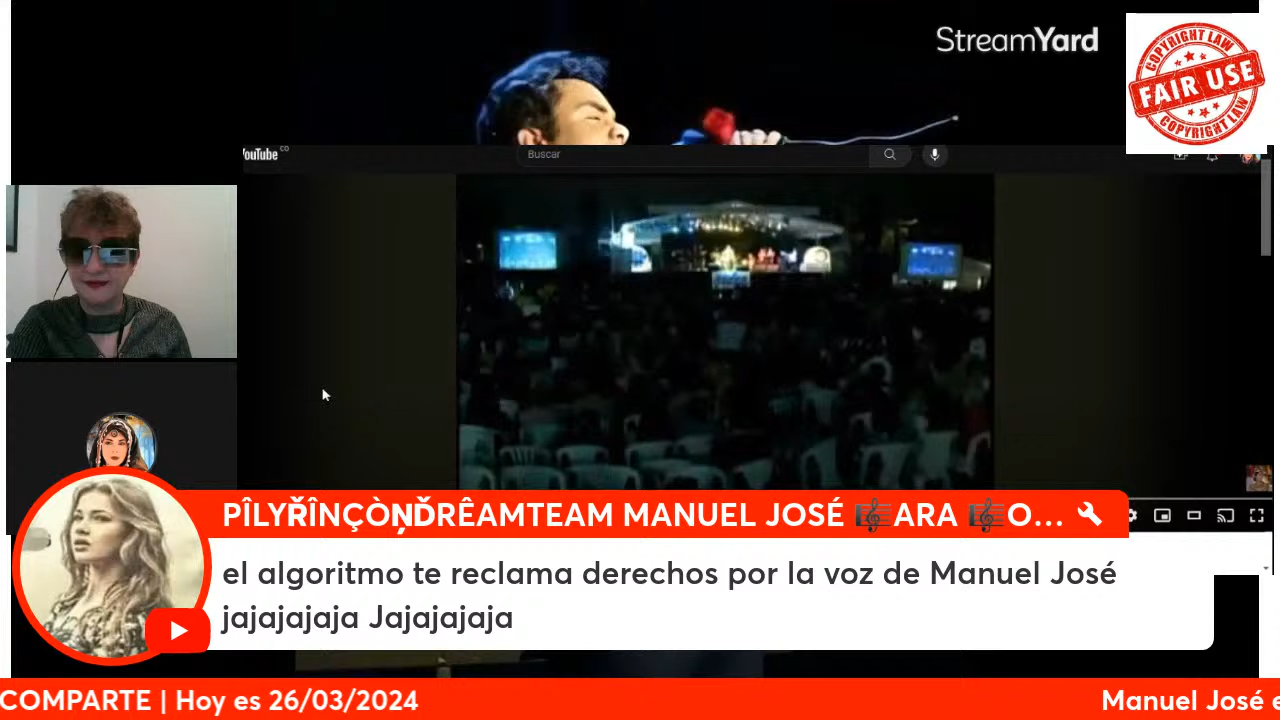 StreamYard
COPYRIGHT LAW
FAIR USE
COPYRIGHT LAW
YouTube CO
Buscar
PÎLYŘÎNÇÒŅĎRÊAMTEAM MANUEL JOSÉ 🎼ARA 🎼O...
el algoritmo te reclama derechos por la voz de Manuel José
jajajajaja Jajajajaja
COMPARTE | Hoy es 26/03/2024
Manuel José e